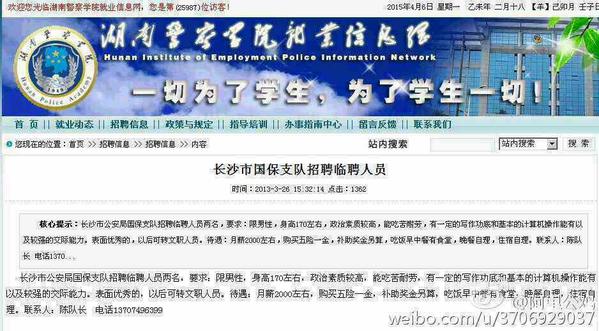 欢迎您光临湖南警察学院就业信息网，您是第(25987)位访客! 2015年4月6日 星期一 乙未年 二月十八 【乙卯月 壬子日
湖南警察学院就业信息网
Hunan Institute of Employment Police Information Network
Hunan Police Academy
一切为了学生，为了学生一切!
首 页 || 就业动态 | 招聘信息 | 政策与规定 | 指导培训 | 办事指南中心 | 留言反馈 | 联系我们
您现在的位置：首页 >> 招聘信息 >> 招聘信息 >> 内容 站内搜索 站内搜索 搜 索
长沙市国保支队招聘临聘人员
时间：2013-3-26 15:32:14 点击：1362
核心提示：长沙市公安局国保支队招聘临聘人员两名，要求：限男性，身高170左右，政治素质较高，能吃苦耐劳，有一定的写作功底和基本的计算机操作能有以
及较强的交际能力。表面优秀的，以后可转文职人员。待遇：月薪2000左右，购买五险一金，补助奖金另算，吃饭早中餐有食堂，晚餐自理，住宿自理。联系人：陈队
长 电话1370...
长沙市公安局国保支队招聘临聘人员两名，要求：限男性，身高170左右，政治素质较高，能吃苦耐劳，有一定的写作功底和基本的计算机操作能有
以及较强的交际能力。表面优秀的，以后可转文职人员。待遇：月薪2000左右，购买五险一金，补助奖金另算，吃饭早中餐有食堂，晚餐自理，住宿自
理。联系人：陈队长 电话13707496399
weibo.com/u/3706929037